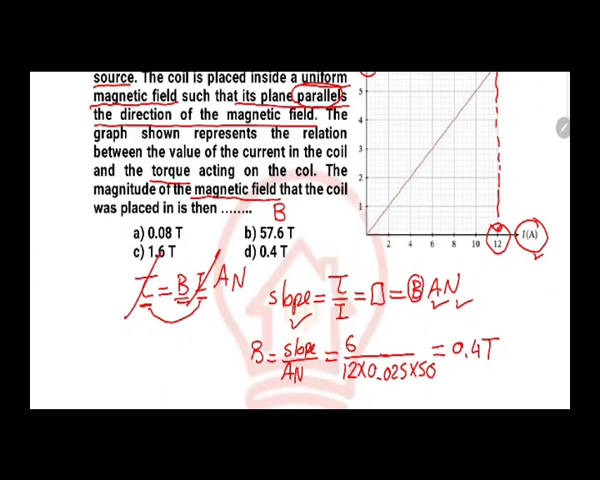 source. The coil is placed inside a uniform
magnetic field such that its plane parallels
the direction of the magnetic field. The
graph shown represents the relation
between the value of the current in the coil
and the torque acting on the col. The
magnitude of the magnetic field that the coil
was placed in is then ........ B
a) 0.08 T b) 57.6 T
c) 1.6 T d) 0.4 T
5
4
3
2
1
2 4 6 8 10 12 I(A)
τ = B I AN
slope = τ/I = □ = B AN
B = slope/AN = 6/12×0.025×50 = 0.4T